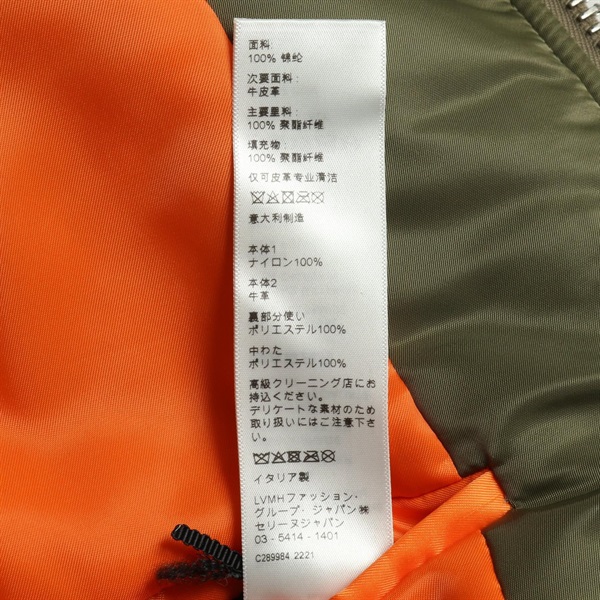 面料
100% 锦纶
次要面料:
牛皮革
主要里料:
100% 聚酯纤维
填充物:
100% 聚酯纤维
仅可皮革专业清洁
意大利制造
本体1
ナイロン100%
本体2
牛革
裏部分使い
ポリエステル100%
中わた
ポリエステル100%
高級クリーニング店にお
持込ください。
デリケートな素材のため
取り扱いにはご注意下さ
い。
イタリア製
LVMHファッション・
グループ・ジャパン㈱
セリーヌジャパン
03 - 5414 - 1401
C289984 2221